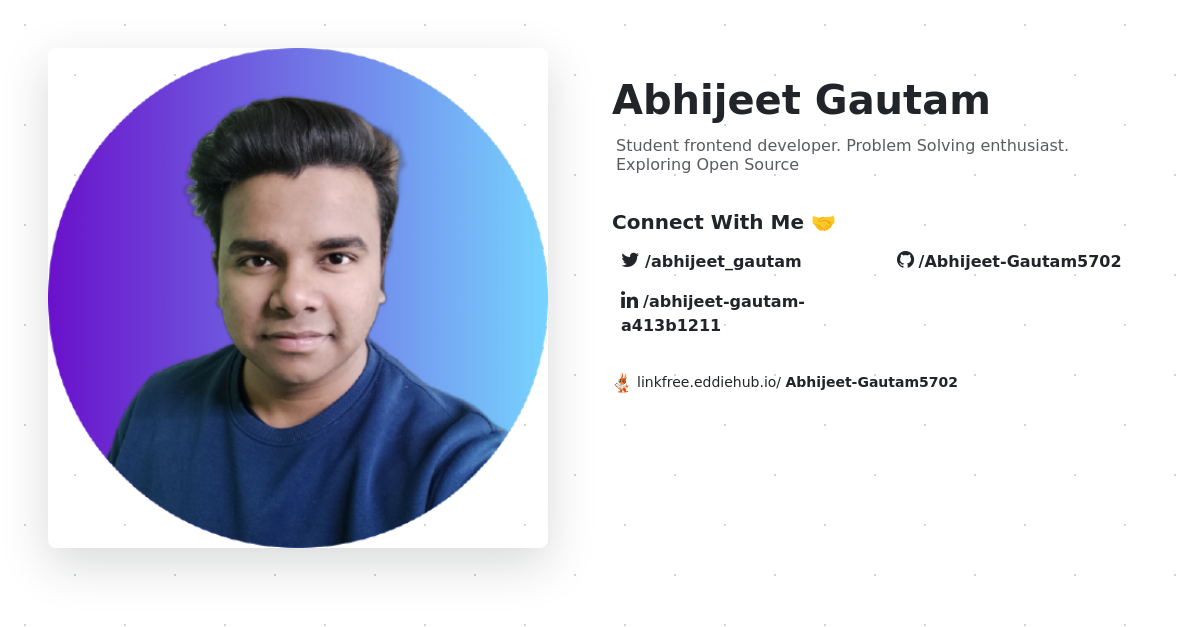 Abhijeet Gautam
Student frontend developer. Problem Solving enthusiast.
Exploring Open Source
Connect With Me 🤝
/abhijeet_gautam
/Abhijeet-Gautam5702
/abhijeet-gautam-
a413b1211
linkfree.eddiehub.io/ Abhijeet-Gautam5702